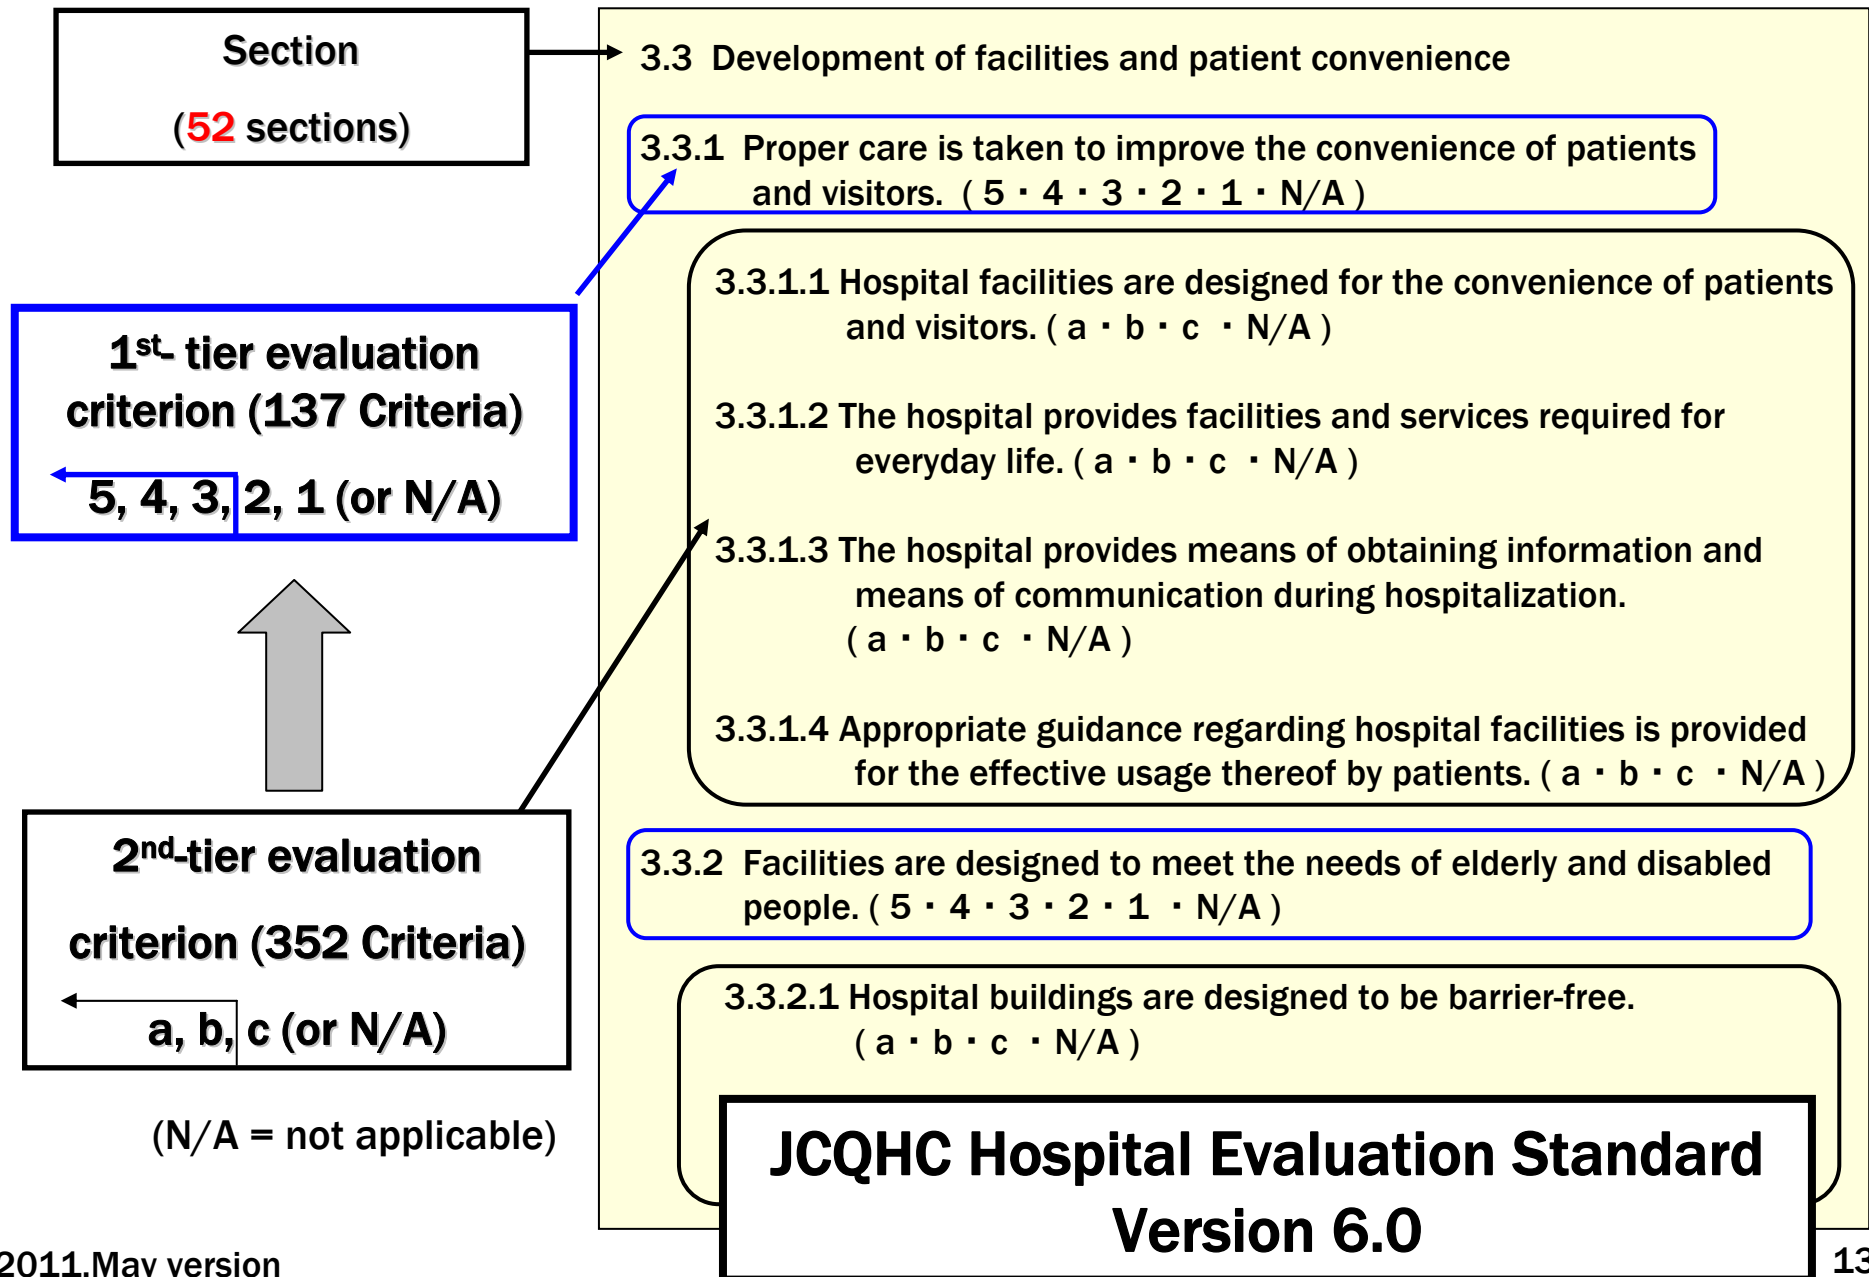 Section
(52 sections)
1st- tier evaluation
criterion (137 Criteria)
5, 4, 3, 2, 1 (or N/A)
2nd-tier evaluation
criterion (352 Criteria)
a, b, c (or N/A)
(N/A = not applicable)
3.3 Development of facilities and patient convenience
3.3.1 Proper care is taken to improve the convenience of patients
and visitors. ( 5・4・3・2・1・N/A )
3.3.1.1 Hospital facilities are designed for the convenience of patients
and visitors. ( a・b・c ・N/A )
3.3.1.2 The hospital provides facilities and services required for
everyday life. ( a・b・c ・N/A )
3.3.1.3 The hospital provides means of obtaining information and
means of communication during hospitalization.
( a・b・c ・N/A )
3.3.1.4 Appropriate guidance regarding hospital facilities is provided
for the effective usage thereof by patients. ( a・b・c ・N/A )
3.3.2 Facilities are designed to meet the needs of elderly and disabled
people. ( 5・4・3・2・1 ・N/A )
3.3.2.1 Hospital buildings are designed to be barrier-free.
( a・b・c ・N/A )
JCQHC Hospital Evaluation Standard
Version 6.0
2011.May version
13